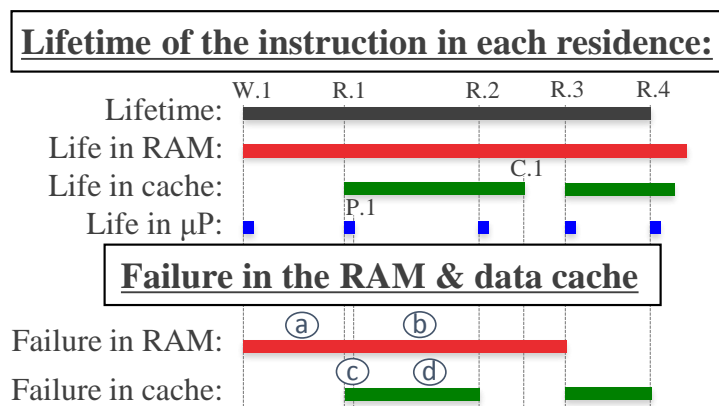 Lifetime of the instruction in each residence:
W.1 R.1 R.2 R.3 R.4
Lifetime:
Life in RAM:
Life in cache:
C.1
P.1
Life in µP:
Failure in the RAM & data cache
a b
Failure in RAM:
c d
Failure in cache: